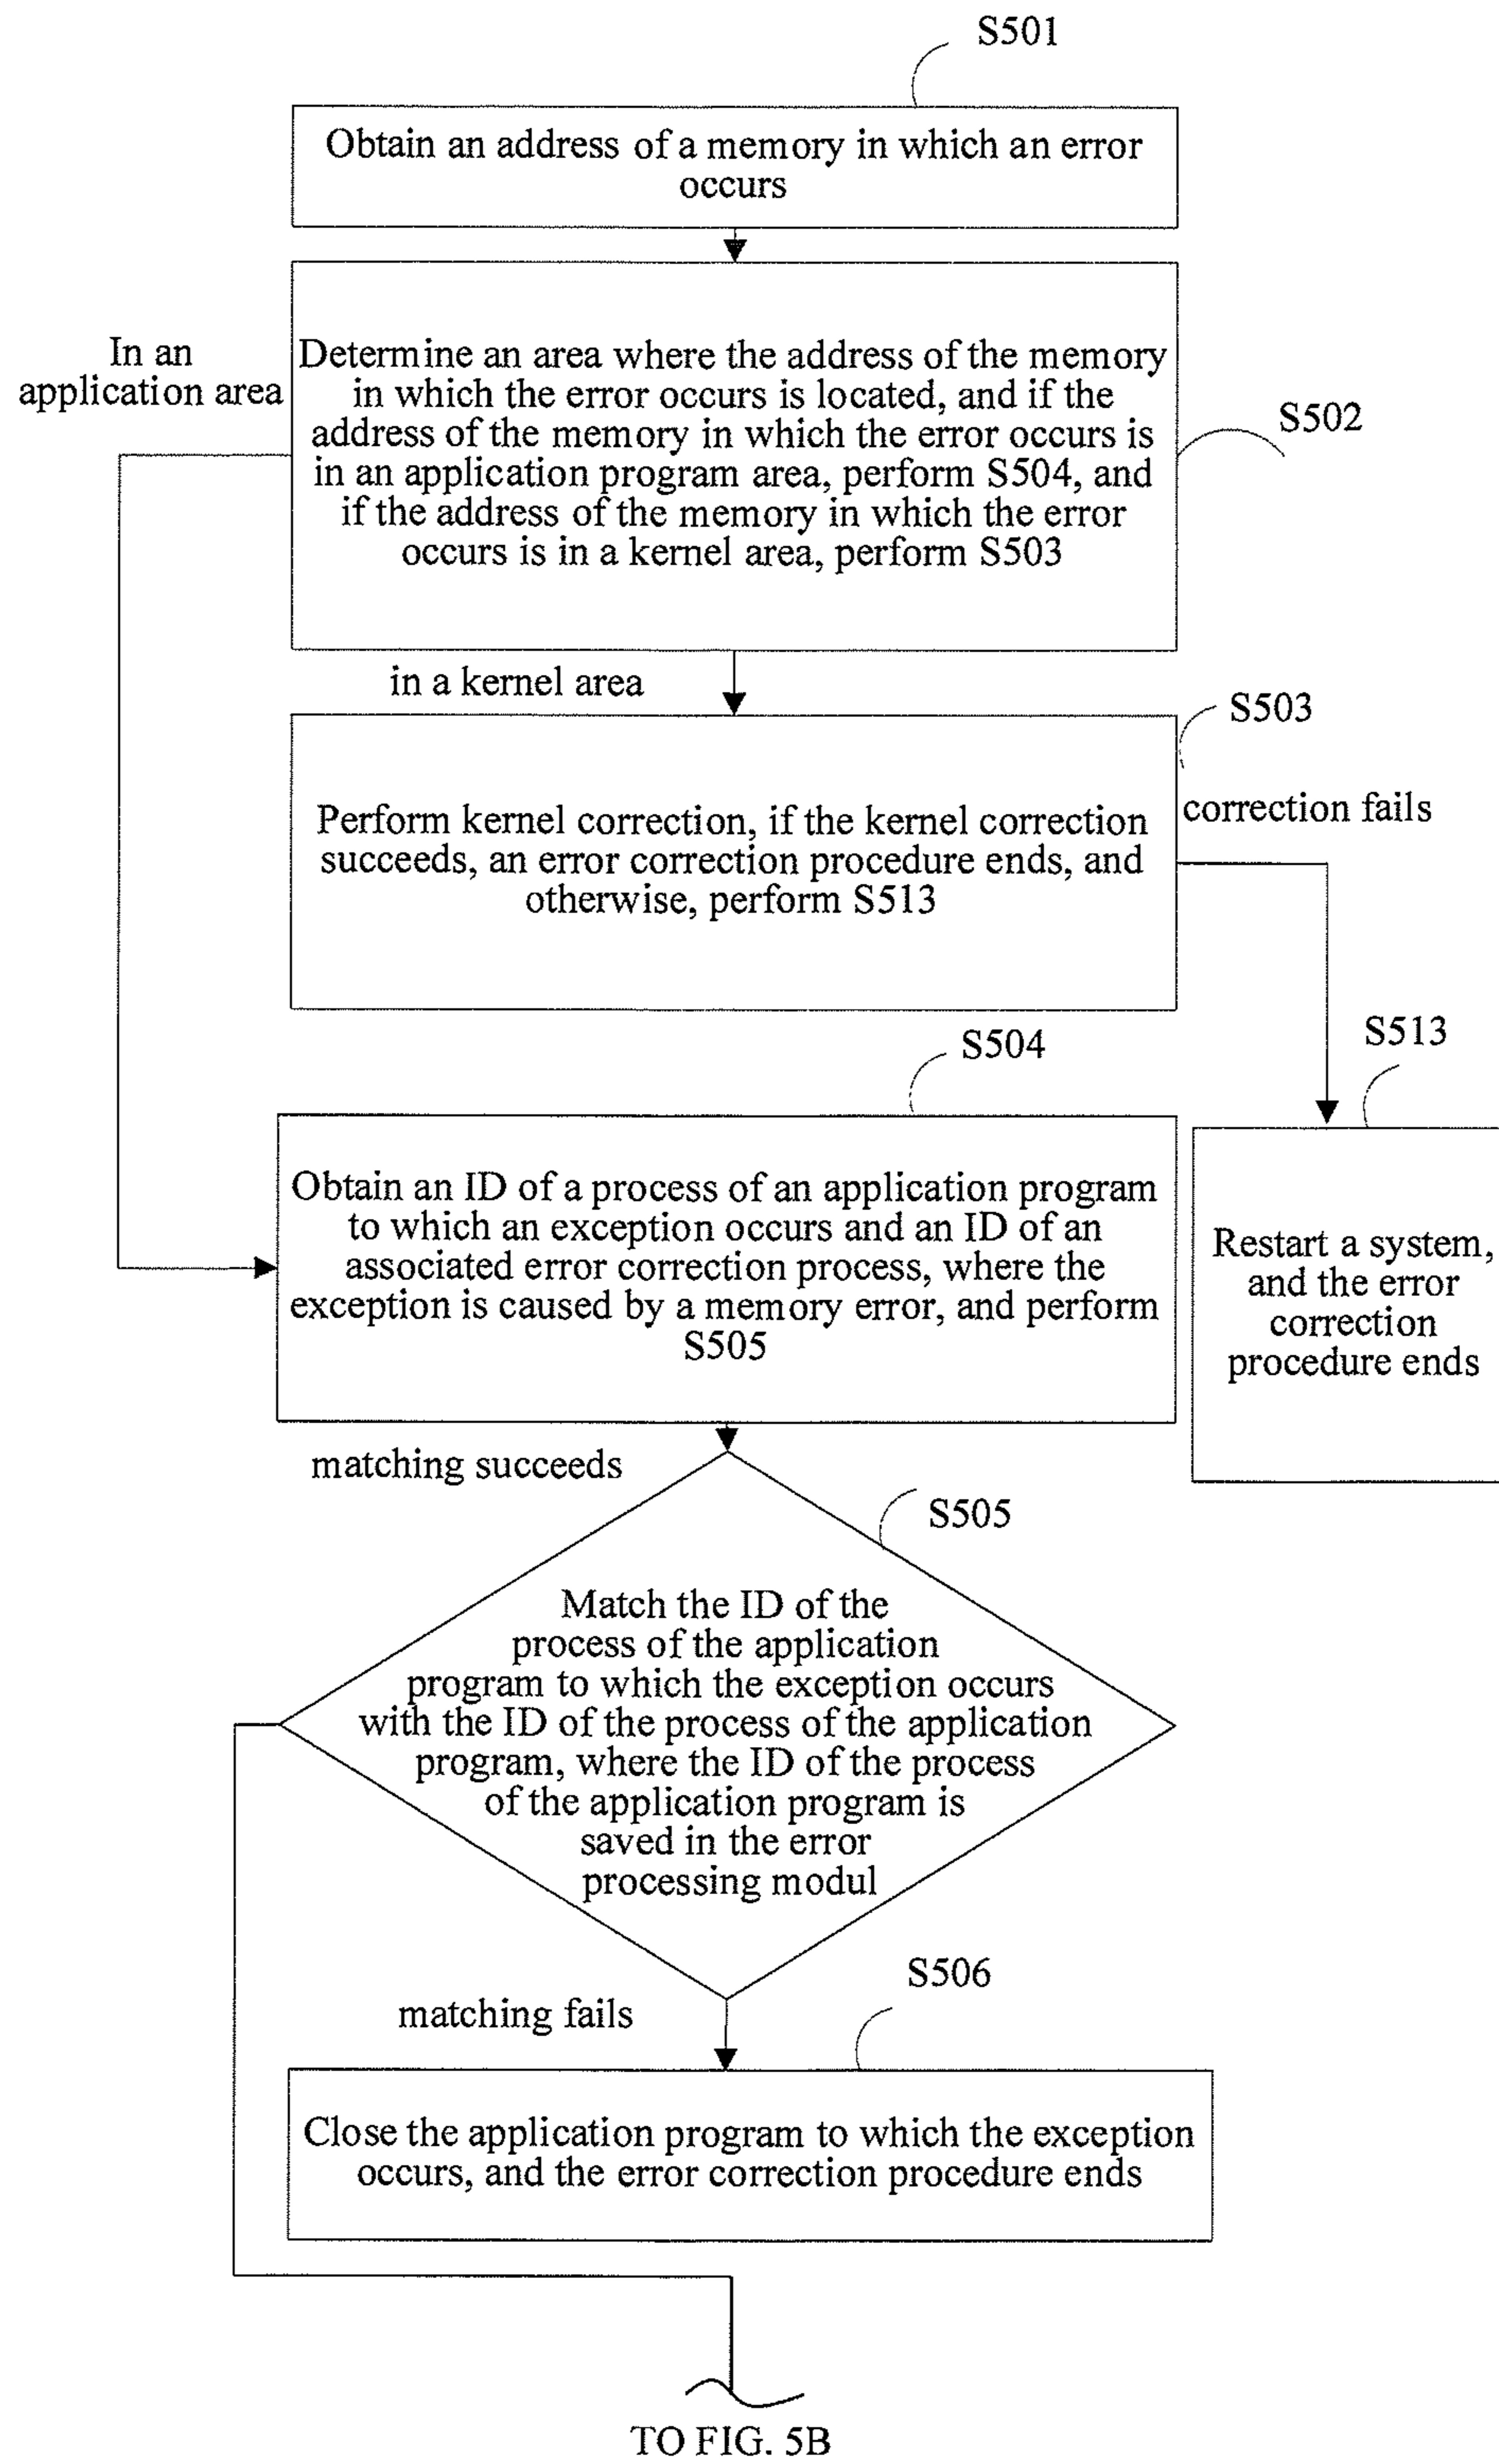 S501
Obtain an address of a memory in which an error
occurs
In an
application area
Determine an area where the address of the memory
in which the error occurs is located, and if the
address of the memory in which the error occurs is
in an application program area, perform S504, and
if the address of the memory in which the error
occurs is in a kernel area, perform S503
S502
in a kernel area
S503
Perform kernel correction, if the kernel correction
succeeds, an error correction procedure ends, and
otherwise, perform S513
correction fails
S504
S513
Obtain an ID of a process of an application program
to which an exception occurs and an ID of an
associated error correction process, where the
exception is caused by a memory error, and perform
S505
Restart a system,
and the error
correction
procedure ends
matching succeeds
S505
Match the ID of the
process of the application
program to which the exception occurs
with the ID of the process of the application
program, where the ID of the process
of the application program is
saved in the error
processing modul
matching fails
S506
Close the application program to which the exception
occurs, and the error correction procedure ends
TO FIG. 5B